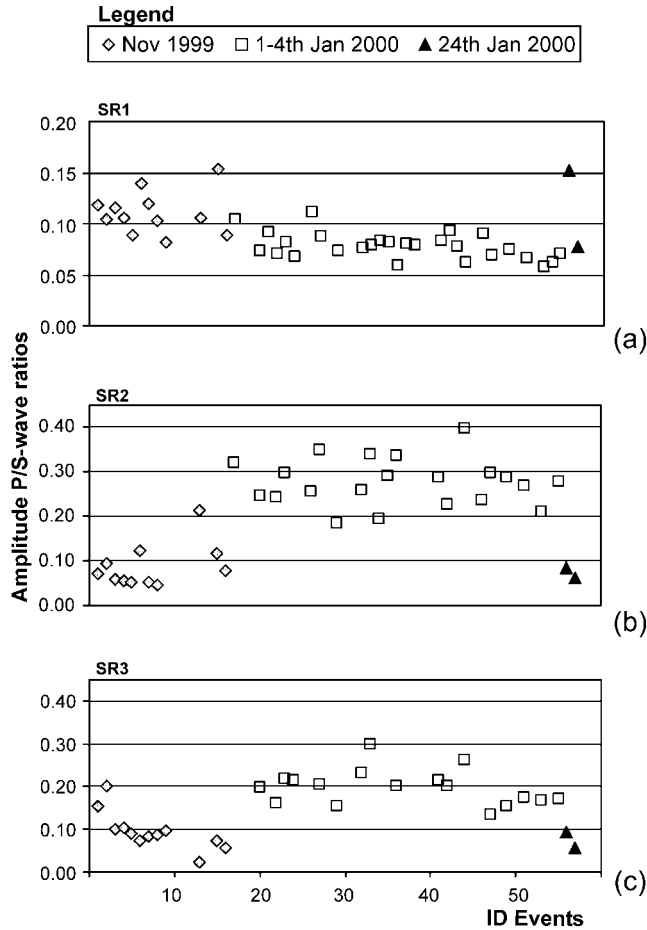 Legend
Nov 1999 1-4th Jan 2000 24th Jan 2000
SR1
0.20
0.15
0.10
0.05
0.00
(a)
Amplitude P/S-wave ratios
SR2
0.40
0.30
0.20
0.10
0.00
(b)
SR3
0.40
0.30
0.20
0.10
0.00
10 20 30 40 50
(c)
ID Events